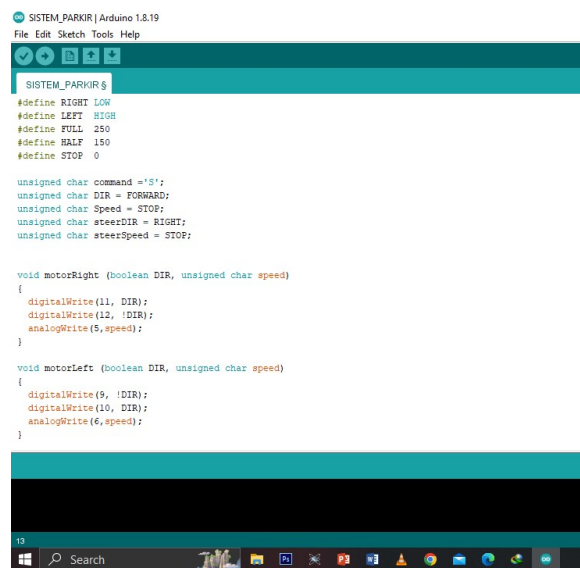 SISTEM_PARKIR | Arduino 1.8.19
File Edit Sketch Tools Help
SISTEM_PARKIR §
#define RIGHT LOW
#define LEFT HIGH
#define FULL 250
#define HALF 150
#define STOP 0
unsigned char command ='S';
unsigned char DIR = FORWARD;
unsigned char Speed = STOP;
unsigned char steerDIR = RIGHT;
unsigned char steerSpeed = STOP;
void motorRight (boolean DIR, unsigned char speed)
{
digitalWrite(11, DIR);
digitalWrite(12, !DIR);
analogWrite(5,speed);
}
void motorLeft (boolean DIR, unsigned char speed)
{
digitalWrite(9, !DIR);
digitalWrite(10, DIR);
analogWrite(6,speed);
}
13
Search